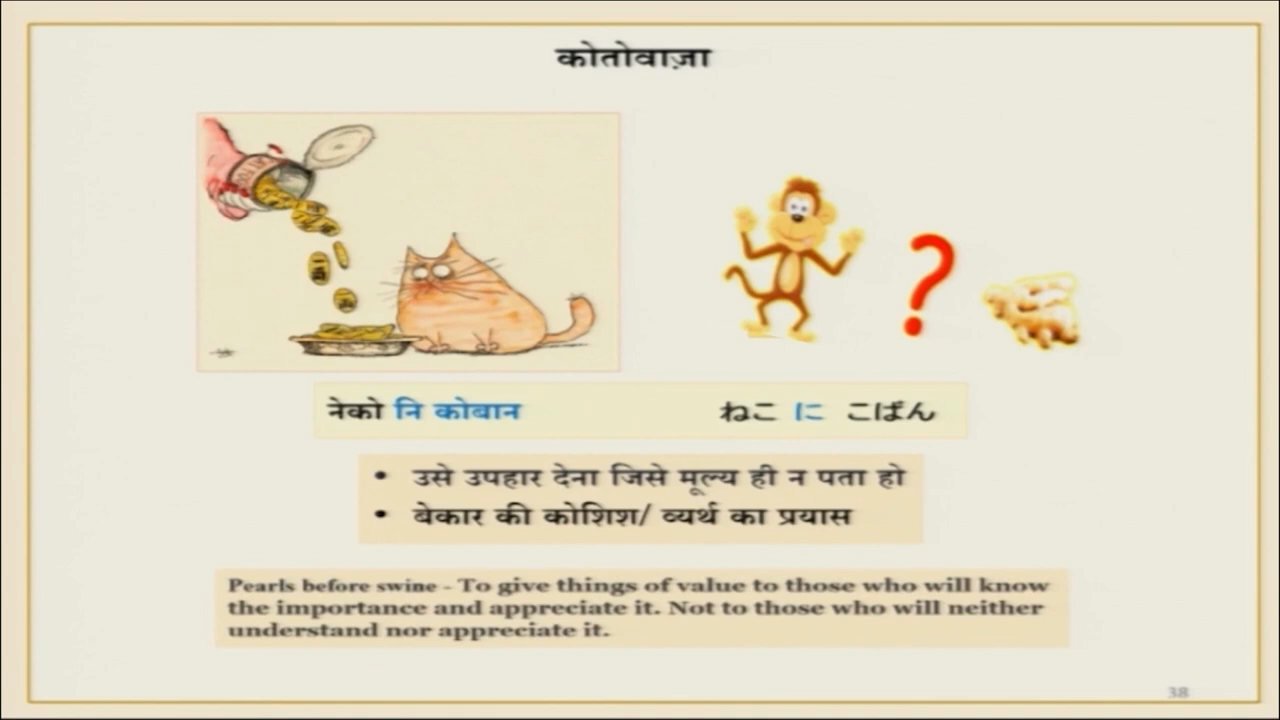 कोतोवाज़ा
नेको नि कोबान
ねこ に こばん
• उसे उपहार देना जिसे मूल्य ही न पता हो
• बेकार की कोशिश/ व्यर्थ का प्रयास
Pearls before swine - To give things of value to those who will know
the importance and appreciate it. Not to those who will neither
understand nor appreciate it.
38